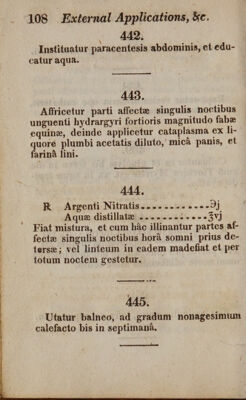 108 External Applications, &c.
442.
Instituatur paracentesis abdominis, et edu-
catur aqua.
443.
Affricetur parti affectæ singulis noctibus
unguenti hydrargyri fortioris magnitudo fabæ
equinæ, deinde applicetur cataplasma ex li-
quore plumbi acetatis diluto, micâ panis, et
farinâ lini.
444.
R Argenti Nitratis............℈j
Aquæ distillatæ ...........℥vj
Fiat mistura, et cum hâc illinantur partes af-
fectæ singulis noctibus horâ somni prius de-
tersæ; vel linteum in eadem madefiat et per
totum noctem gestetur.
445.
Utatur balneo, ad gradum nonagesimum
calefacto bis in septimanâ.